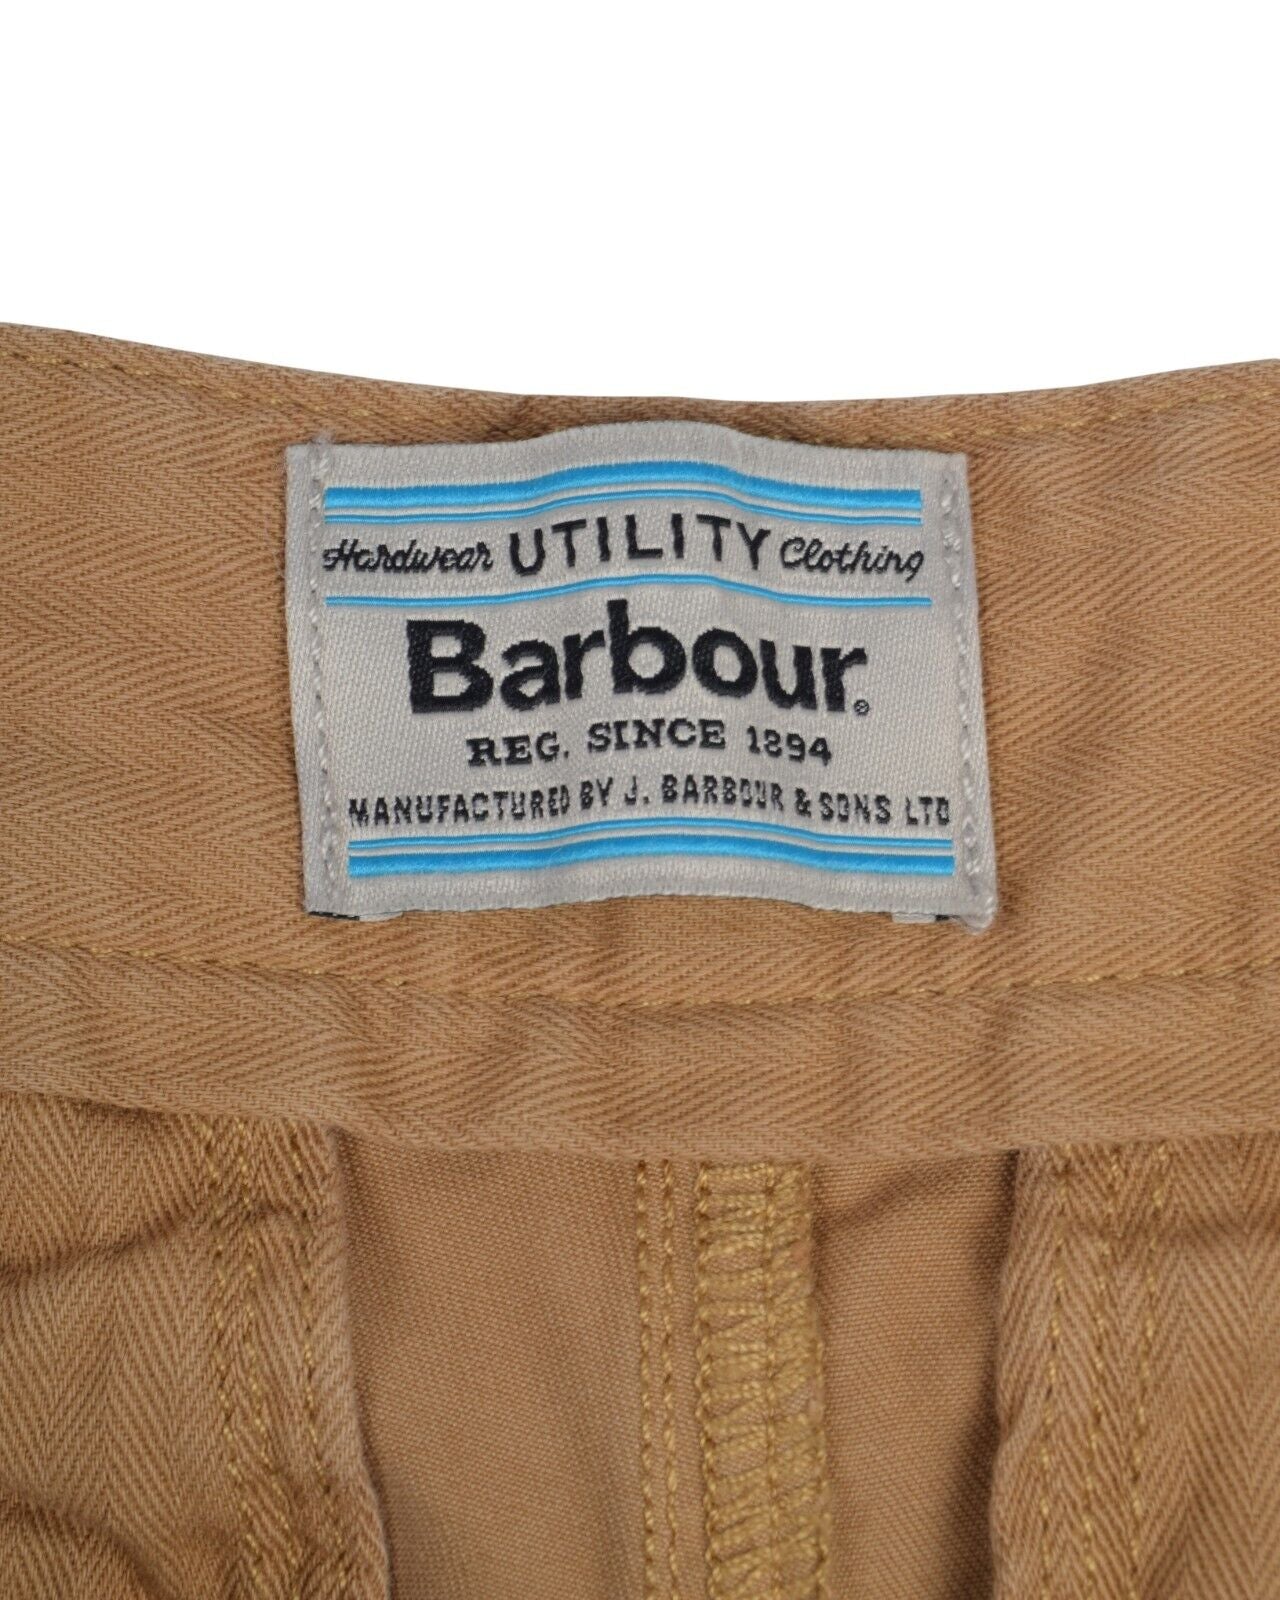 Hardwear UTILITY Clothing
Barbour®
REG. SINCE 1894
MANUFACTURED BY J. BARBOUR & SONS LTD